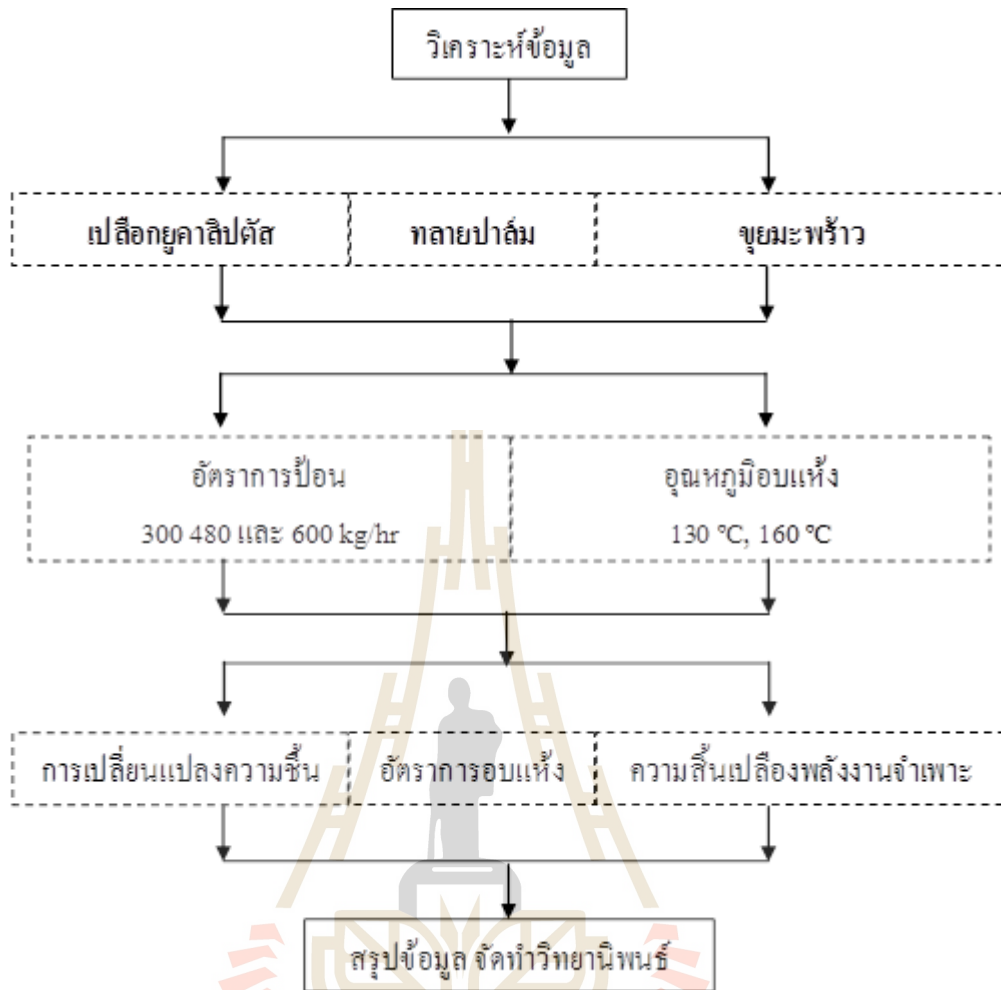 วิเคราะห์ข้อมูล
เปลือกยูคาลิปตัส ทลายปาล์ม ขุยมะพร้าว
อัตราการป้อน อุณหภูมิอบแห้ง
300 480 และ 600 kg/hr 130 °C, 160 °C
การเปลี่ยนแปลงความชื้น อัตราการอบแห้ง ความสิ้นเปลืองพลังงานจำเพาะ
สรุปข้อมูล จัดทำวิทยานิพนธ์